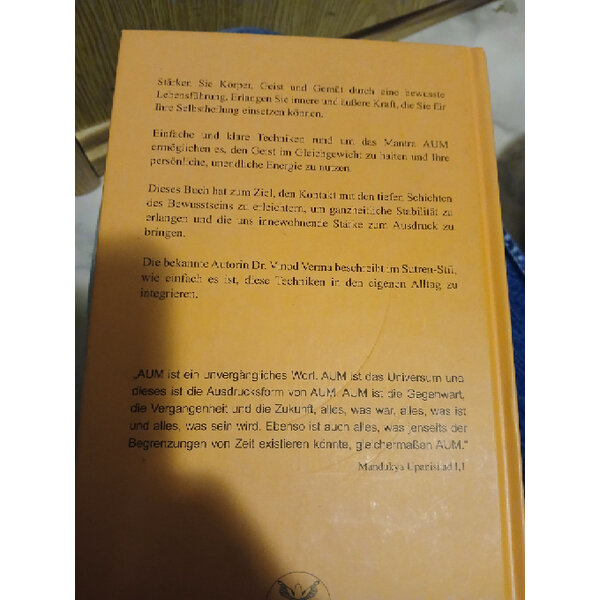 Stärken Sie Körper, Geist und Gemüt durch eine bewusste
Lebensführung. Erlangen Sie innere und äußere Kraft, die Sie für
Ihre Selbstheilung einsetzen können.
Einfache und klare Techniken rund um das Mantra AUM
ermöglichen es, den Geist im Gleichgewicht zu halten und Ihre
persönliche, unendliche Energie zu nutzen.
Dieses Buch hat zum Ziel, den Kontakt mit den tiefen Schichten
des Bewusstseins zu erleichtern, um ganzheitliche Stabilität zu
erlangen und die uns innewohnende Stärke zum Ausdruck zu
bringen.
Die bekannte Autorin Dr. Vinod Verma beschreibt im Sutren-Stil,
wie einfach es ist, diese Techniken in den eigenen Alltag zu
integrieren.
„AUM ist ein unvergängliches Wort. AUM ist das Universum und
dieses ist die Ausdrucksform von AUM. AUM ist die Gegenwart,
die Vergangenheit und die Zukunft, alles, was war, alles, was ist
und alles, was sein wird. Ebenso ist auch alles, was jenseits der
Begrenzungen von Zeit existieren könnte, gleichermaßen AUM."
Mandukya Upanisad I,1